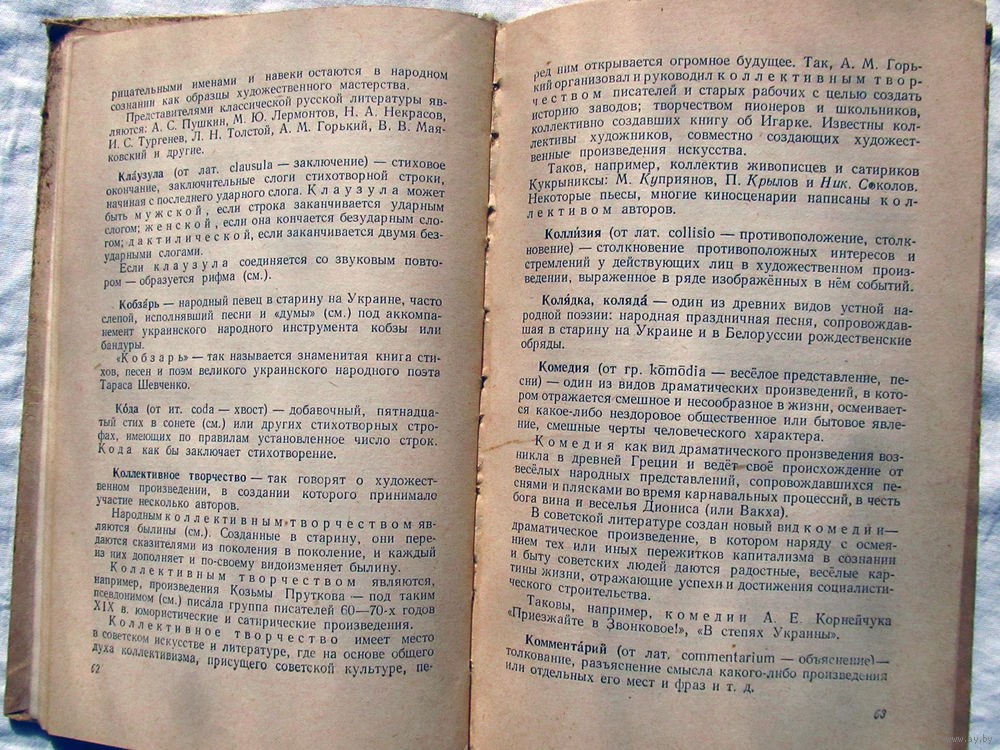 рицательными именами и навеки остаются в народном
сознании как образцы художественного мастерства.
Представителями классической русской литературы яв-
ляются: А. С. Пушкин, М. Ю. Лермонтов, Н. А. Некрасов,
И. С. Тургенев, Л. Н. Толстой, А. М. Горький, В. В. Мая-
ковский и другие.
Кла́узула (от лат. clausula — заключение) — стиховое
окончание, заключительные слоги стихотворной строки,
начиная с последнего ударного слога. Клаузула может
быть мужской, если строка заканчивается ударным
слогом; женской, если она кончается безударным сло-
гом; дактилической, если заканчивается двумя без-
ударными слогами.
Если клаузула соединяется со звуковым повто-
ром — образуется рифма (см.).
Кобза́рь — народный певец в старину на Украине, часто
слепой, исполнявший песни и «думы» (см.) под аккомпа-
немент украинского народного инструмента кобзы или
бандуры.
«Кобзарь» — так называется знаменитая книга сти-
хов, песен и поэм великого украинского народного поэта
Тараса Шевченко.
Ко́да (от ит. coda — хвост) — добавочный, пятнадца-
тый стих в сонете (см.) или других стихотворных стро-
фах, имеющих по правилам установленное число строк.
Кода как бы заключает стихотворение.
Коллективное творчество — так говорят о художест-
венном произведении, в создании которого принимало
участие несколько авторов.
Народным коллективным творчеством яв-
ляются былины (см.). Созданные в старину, они пере-
даются сказителями из поколения в поколение, и каждый
из них дополняет и по-своему видоизменяет былину.
Коллективным творчеством являются,
например, произведения Козьмы Пруткова — под таким
псевдонимом (см.) писала группа писателей 60—70-х годов
XIX в. юмористические и сатирические произведения.
Коллективное творчество имеет место
в советском искусстве и литературе, где на основе общего
духа коллективизма, присущего советской культуре, пе-
62
ред ним открывается огромное будущее. Так, А. М. Горь-
кий организовал и руководил коллективным твор-
чеством писателей и старых рабочих с целью создать
историю заводов; творчеством пионеров и школьников,
коллективно создавших книгу об Игарке. Известны кол-
лективы художников, совместно создающих художест-
венные произведения искусства.
Таков, например, коллектив живописцев и сатириков
Кукрыниксы: М. Куприянов, П. Крылов и Ник. Соколов.
Некоторые пьесы, многие киносценарии написаны кол-
лективом авторов.
Колли́зия (от лат. collisio — противоположение, столк-
новение) — столкновение противоположных интересов и
стремлений у действующих лиц в художественном произ-
ведении, выраженное в ряде изображённых в нём событий.
Коля́дка, коляда́ — один из древних видов устной на-
родной поэзии: народная праздничная песня, сопровождав-
шая в старину на Украине и в Белоруссии рождественские
обряды.
Комедия (от гр. kōmōdia — весёлое представление, пе-
сни) — один из видов драматических произведений, в кото-
ром отражается смешное и несообразное в жизни, осмеивает-
ся какое-либо нездоровое общественное или бытовое явле-
ние, смешные черты человеческого характера.
Комедия как вид драматического произведения воз-
никла в древней Греции и ведёт своё происхождение от
весёлых народных представлений, сопровождавшихся пе-
снями и плясками во время карнавальных процессий, в честь
бога вина и веселья Диониса (или Вакха).
В советской литературе создан новый вид комедии—
драматическое произведение, в котором наряду с осмея-
нием тех или иных пережитков капитализма в сознании
и быту советских людей даются радостные, весёлые кар-
тины жизни, отражающие успехи и достижения социалисти-
ческого строительства.
Таковы, например, комедии А. Е. Корнейчука
«Приезжайте в Звонковое!», «В степях Украины».
Коммента́рий (от лат. commentarium — объяснение)—
толкование, разъяснение смысла какого-либо произведения
или отдельных его мест и фраз и т. д.
63
www.ay.by